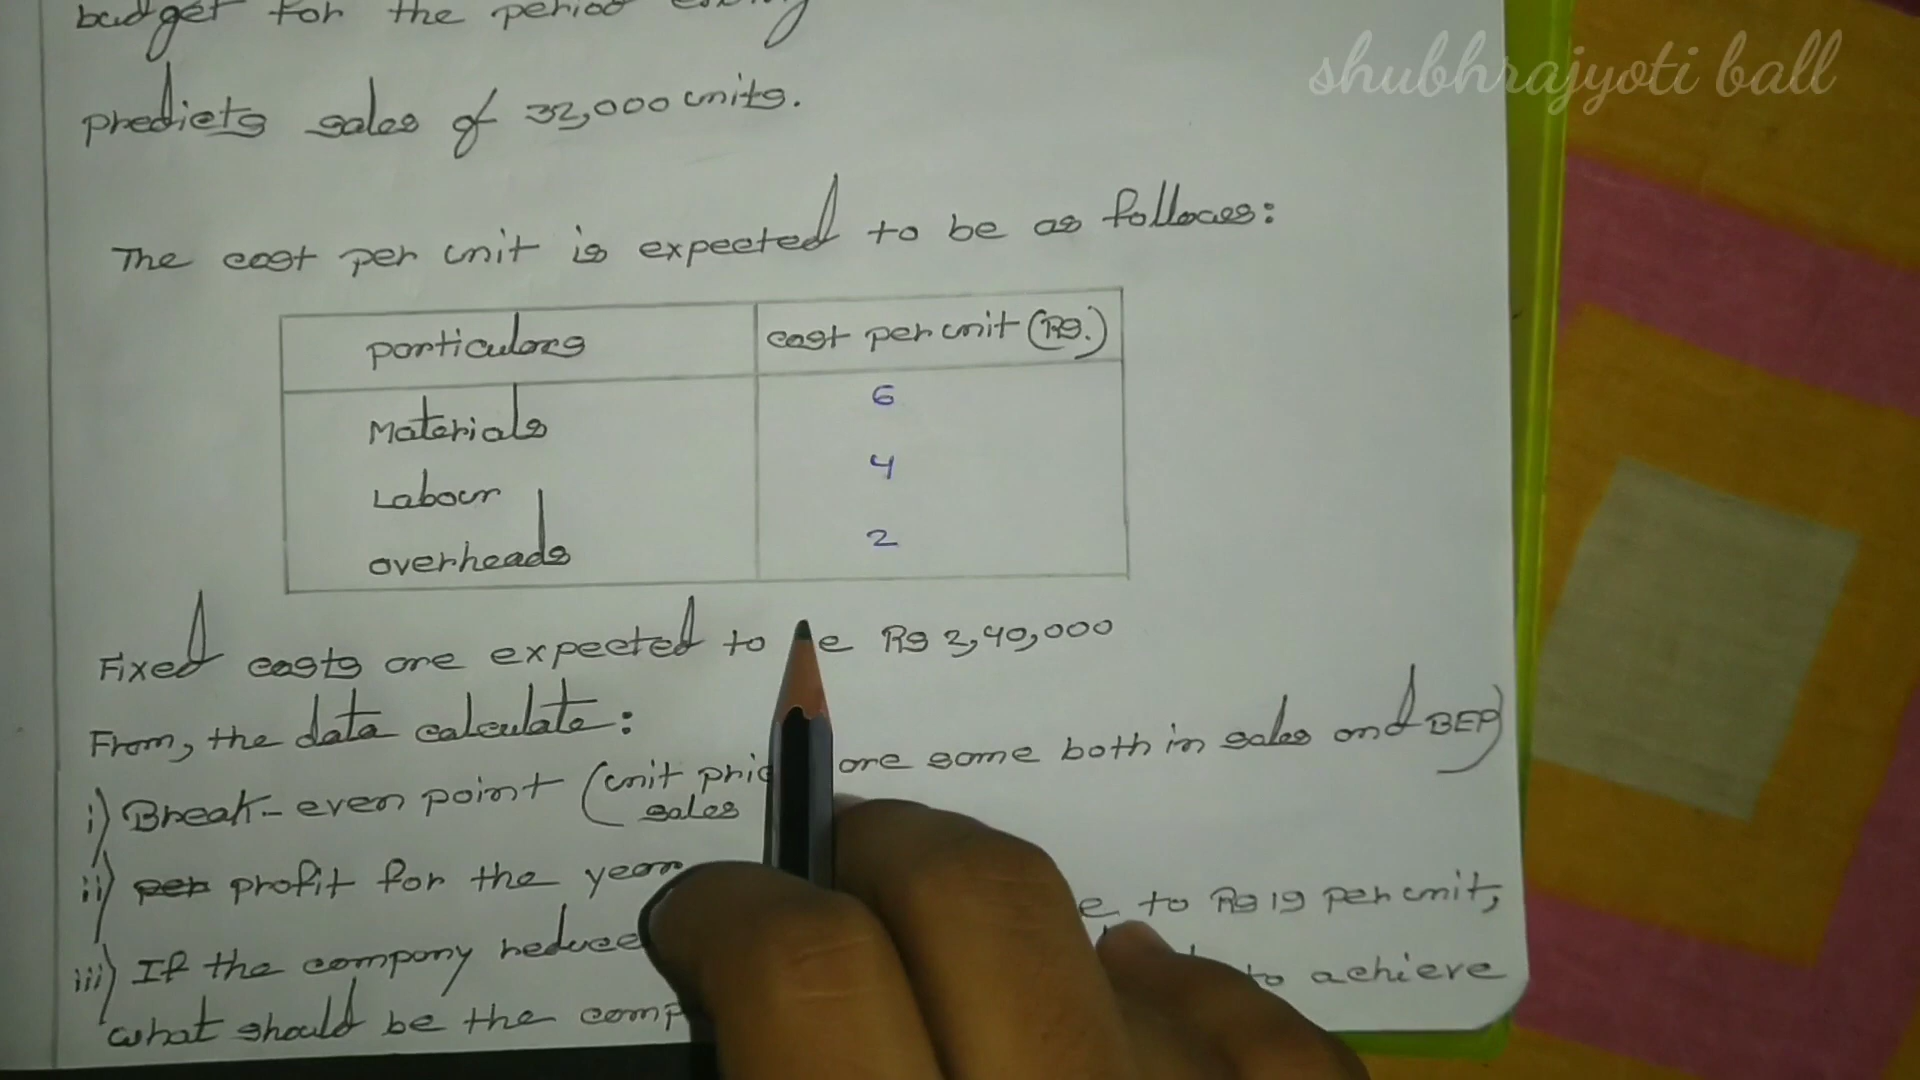 budget for the period
shubhrajyoti ball
predicts sales of 32,000 units.
The cost per unit is expected to be as follows:
particulars cost per unit (Rs.)
Materials 6
Labour 4
overheads 2
Fixed costs are expected to be Rs 2,40,000
From, the data calculate:
i) Break-even point (unit are same both in sales and BEP)
sales
ii) profit for the year
iii) If the company reduce to Rs 19 per unit,
what should be the to achieve